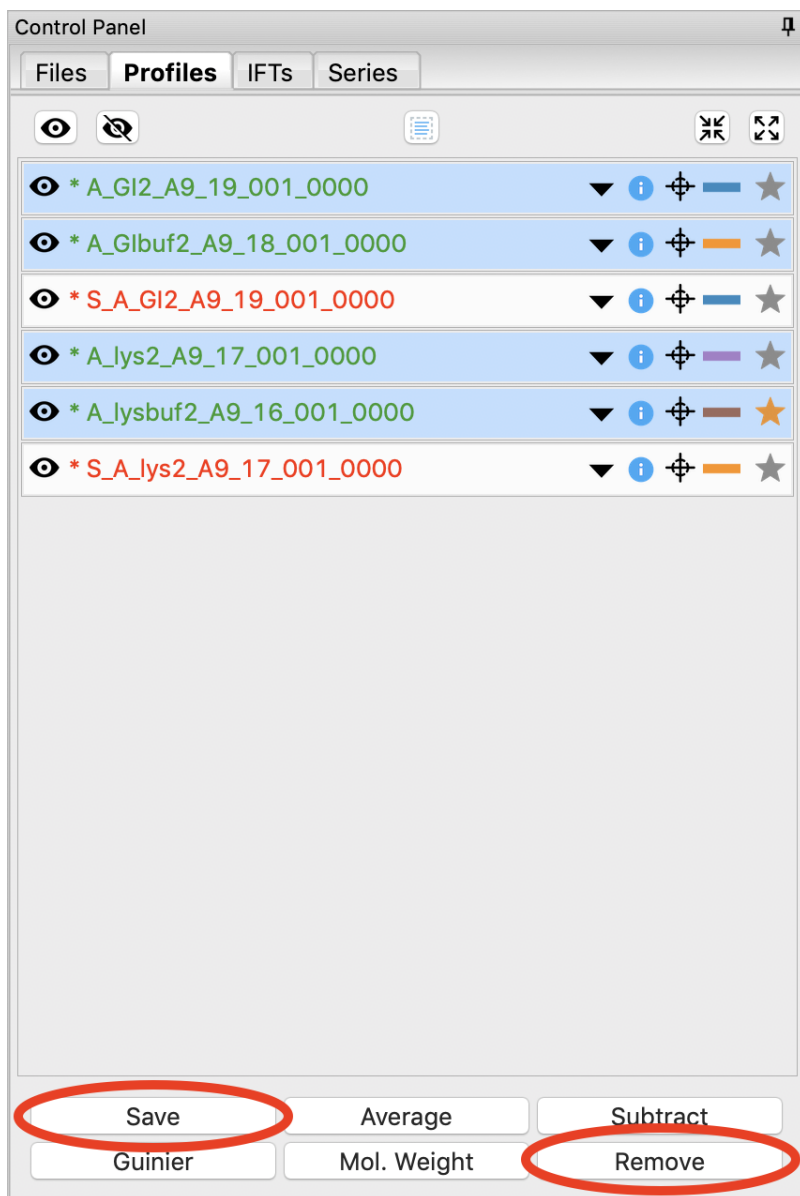 Control Panel
Files Profiles IFTs Series
* A_GI2_A9_19_001_0000
* A_GIbuf2_A9_18_001_0000
* S_A_GI2_A9_19_001_0000
* A_lys2_A9_17_001_0000
* A_lysbuf2_A9_16_001_0000
* S_A_lys2_A9_17_001_0000
Save Average Subtract
Guinier Mol. Weight Remove